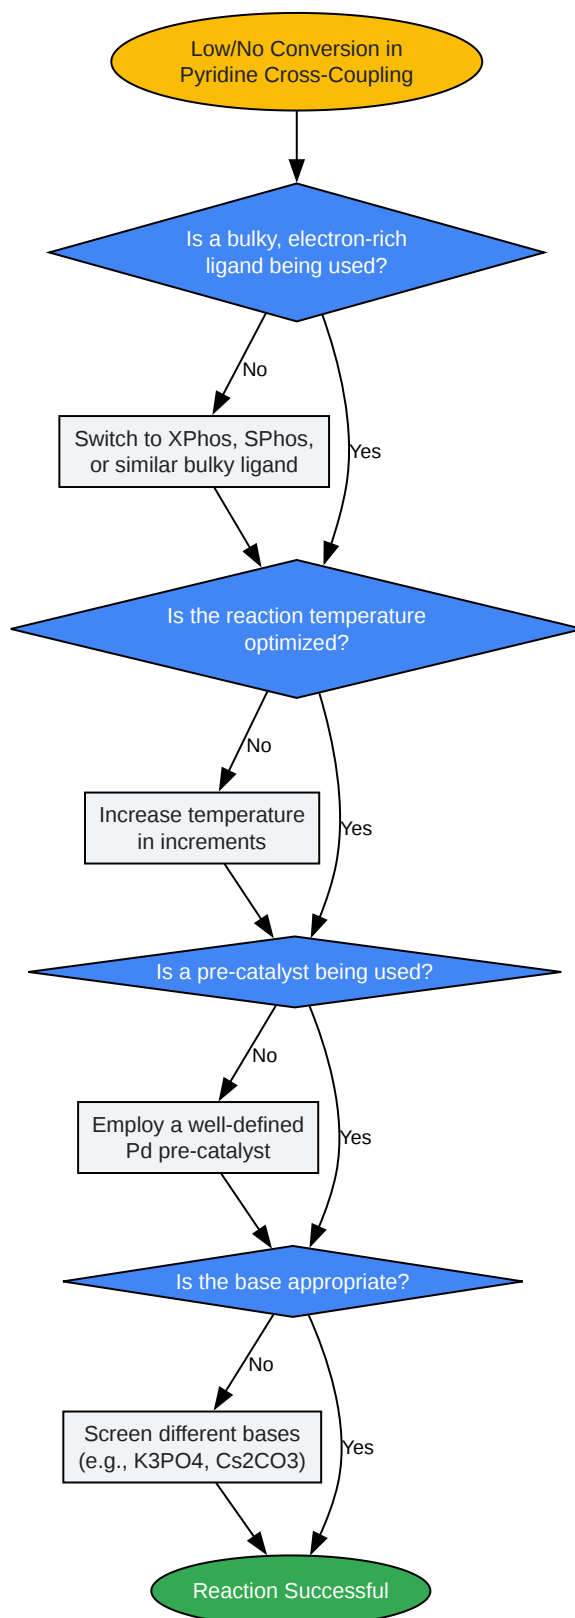 Low/No Conversion in
Pyridine Cross-Coupling
Is a bulky, electron-rich
ligand being used?
No
Switch to XPhos, SPhos,
or similar bulky ligand
Yes
Is the reaction temperature
optimized?
No
Increase temperature
in increments
Yes
Is a pre-catalyst being used?
No
Employ a well-defined
Pd pre-catalyst
Yes
Is the base appropriate?
No
Screen different bases
(e.g., K3PO4, Cs2CO3)
Yes
Reaction Successful